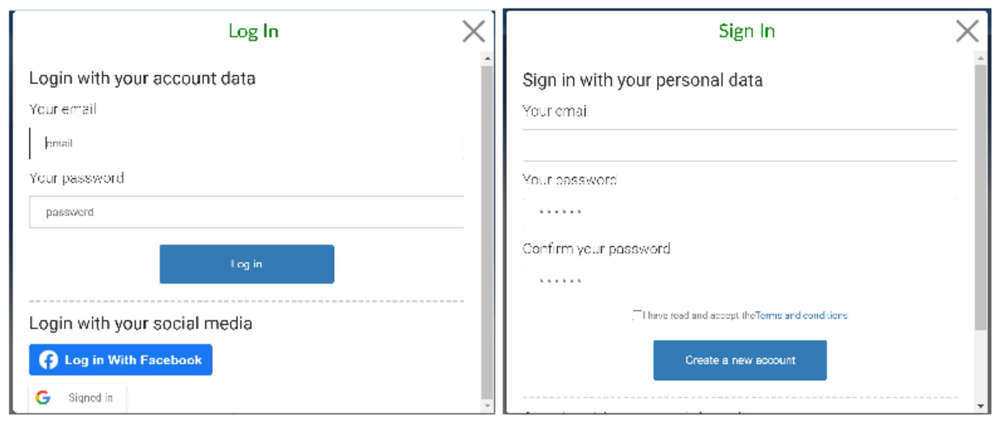 Log In
Login with your account data
Your email
email
Your password
password
Log in
Login with your social media
Log in With Facebook
Signed in
Sign In
Sign in with your personal data
Your email
Your password
••••••
Confirm your password
••••••
I have read and accept theTerms and conditions
Create a new account